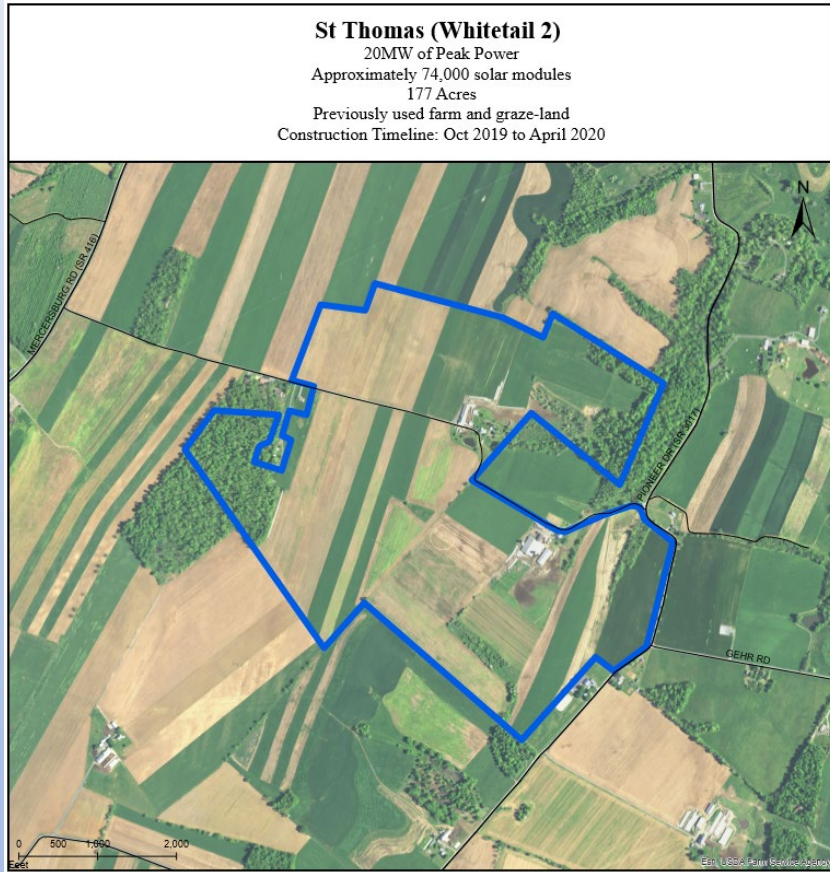 St Thomas (Whitetail 2)
20MW of Peak Power
Approximately 74,000 solar modules
177 Acres
Previously used farm and graze-land
Construction Timeline: Oct 2019 to April 2020
N
MERCERSBURG RD (SR 416)
PIONEER DR (SR 3017)
GEHR RD
0 500 1,000 2,000
Feet
Esri, USDA Farm Service Agency